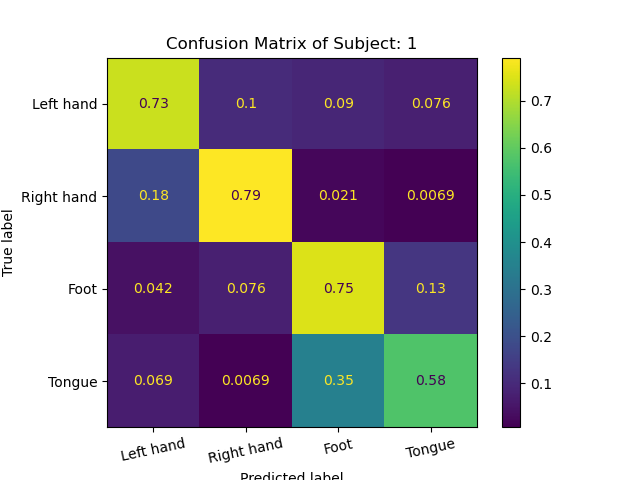 Confusion Matrix of Subject: 1
Left hand 0.73 0.1 0.09 0.076
Right hand 0.18 0.79 0.021 0.0069
Foot 0.042 0.076 0.75 0.13
Tongue 0.069 0.0069 0.35 0.58
Left hand Right hand Foot Tongue
Predicted label
True label
0.7
0.6
0.5
0.4
0.3
0.2
0.1